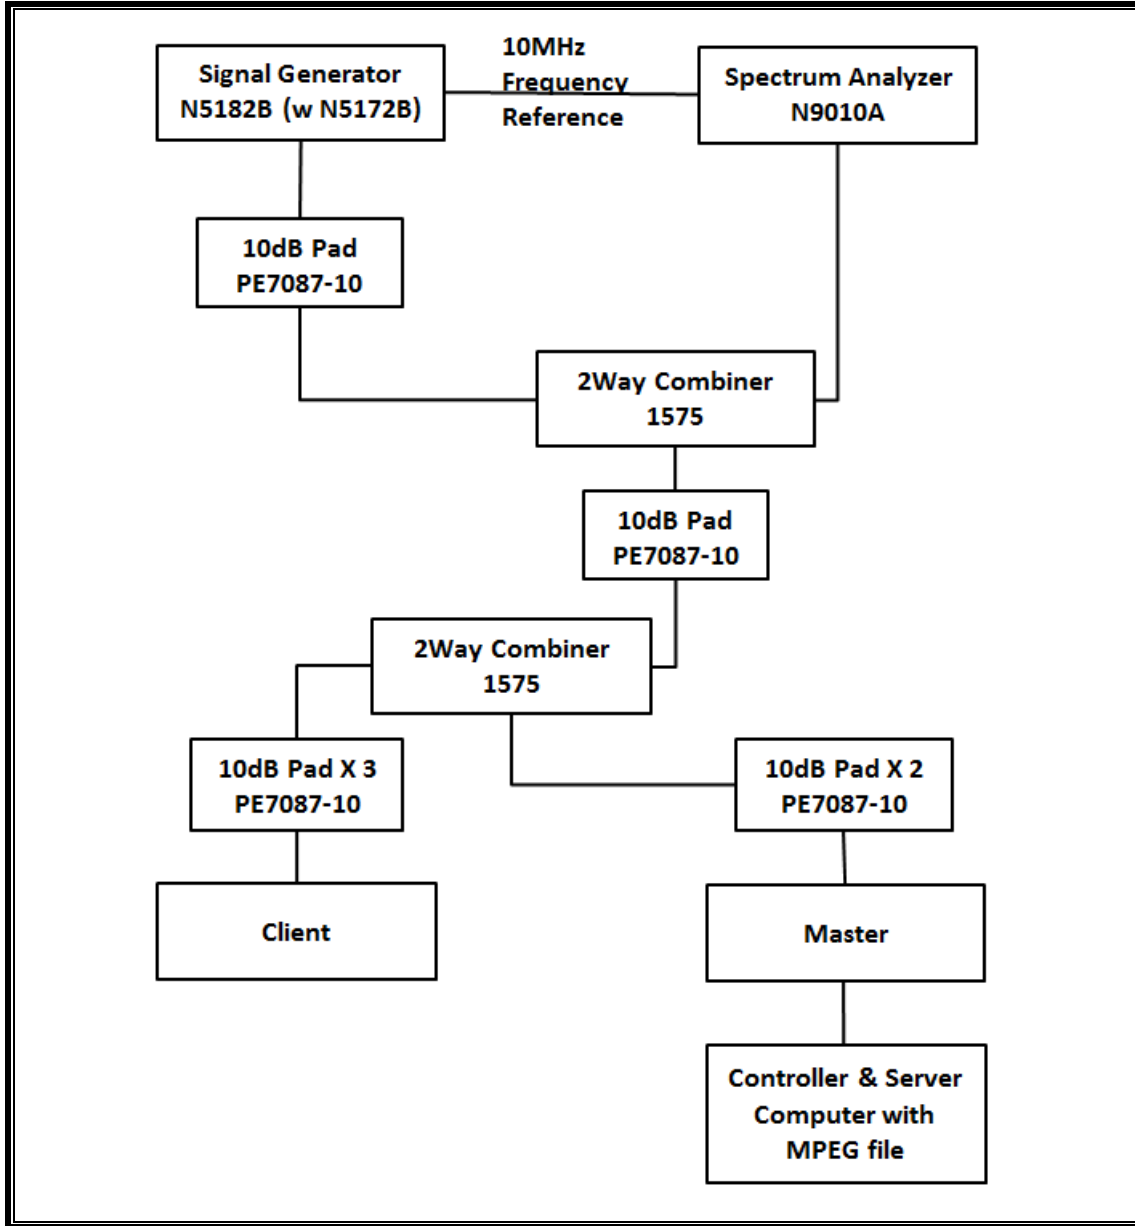 Signal Generator
N5182B (w N5172B)
10MHz
Frequency
Reference
Spectrum Analyzer
N9010A
10dB Pad
PE7087-10
2Way Combiner
1575
10dB Pad
PE7087-10
2Way Combiner
1575
10dB Pad X 3
PE7087-10
10dB Pad X 2
PE7087-10
Client
Master
Controller & Server
Computer with
MPEG file